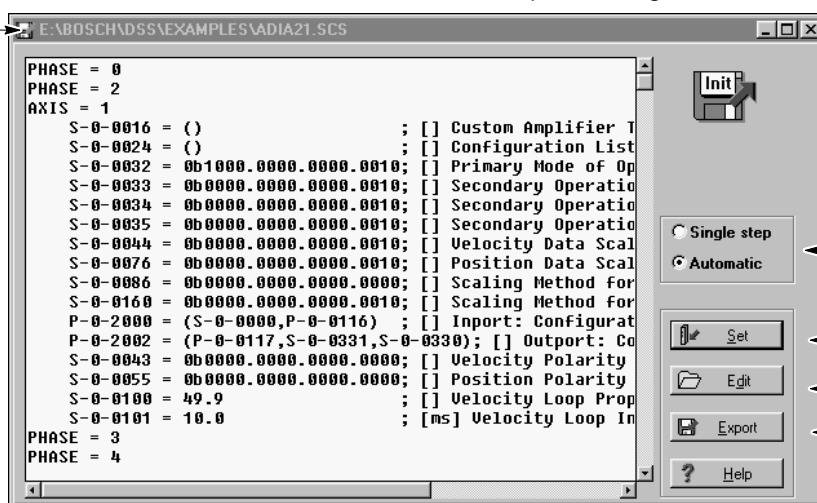 E:\BOSCH\DSS\EXAMPLES\ADIA21.SCS
PHASE = 0
PHASE = 2
AXIS = 1
S-0-0016 = () ; [] Custom Amplifier T
S-0-0024 = () ; [] Configuration List
S-0-0032 = 0b1000.0000.0000.0010; [] Primary Mode of Op
S-0-0033 = 0b0000.0000.0000.0010; [] Secondary Operatio
S-0-0034 = 0b0000.0000.0000.0010; [] Secondary Operatio
S-0-0035 = 0b0000.0000.0000.0010; [] Secondary Operatio
S-0-0044 = 0b0000.0000.0000.0010; [] Velocity Data Scal
S-0-0076 = 0b0000.0000.0000.0010; [] Position Data Scal
S-0-0086 = 0b0000.0000.0000.0000; [] Scaling Method for
S-0-0160 = 0b0000.0000.0000.0010; [] Scaling Method for
P-0-2000 = (S-0-0000,P-0-0116) ; [] Inport: Configurat
P-0-2002 = (P-0-0117,S-0-0331,S-0-0330); [] Outport: Co
S-0-0043 = 0b0000.0000.0000.0000; [] Velocity Polarity
S-0-0055 = 0b0000.0000.0000.0000; [] Position Polarity
S-0-0100 = 49.9 ; [] Velocity Loop Prop
S-0-0101 = 10.0 ; [ms] Velocity Loop In
PHASE = 3
PHASE = 4
Init
Single step
Automatic
Set
Edit
Export
? Help